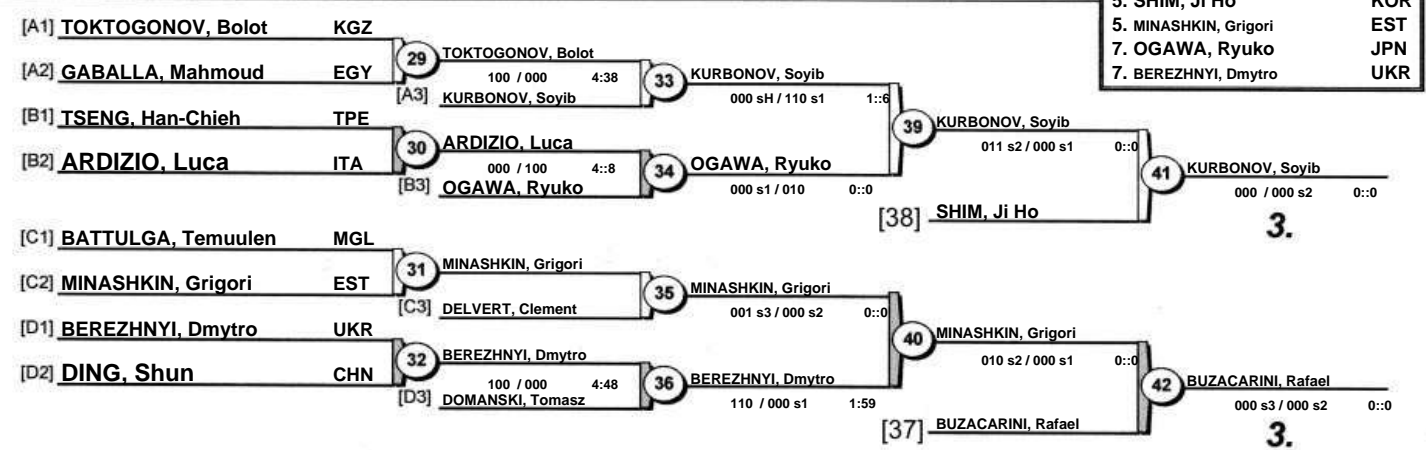 5. SHIM, Ji Ho KOR
5. MINASHKIN, Grigori EST
7. OGAWA, Ryuko JPN
7. BEREZHNYI, Dmytro UKR
[A1] TOKTOGONOV, Bolot KGZ
29
TOKTOGONOV, Bolot
[A2] GABALLA, Mahmoud EGY
100 / 000 4:38
[A3] KURBONOV, Soyib
33
KURBONOV, Soyib
000 sH / 110 s1 1::6
[B1] TSENG, Han-Chieh TPE
30
ARDIZIO, Luca
[B2] ARDIZIO, Luca ITA
000 / 100 4::8
[B3] OGAWA, Ryuko
34
OGAWA, Ryuko
000 s1 / 010 0::0
39
KURBONOV, Soyib
011 s2 / 000 s1 0::0
[38] SHIM, Ji Ho
41
KURBONOV, Soyib
000 / 000 s2 0::0
3.
[C1] BATTULGA, Temuulen MGL
31
MINASHKIN, Grigori
[C2] MINASHKIN, Grigori EST
[C3] DELVERT, Clement
35
MINASHKIN, Grigori
001 s3 / 000 s2 0::0
[D1] BEREZHNYI, Dmytro UKR
32
BEREZHNYI, Dmytro
[D2] DING, Shun CHN
100 / 000 4:48
[D3] DOMANSKI, Tomasz
36
BEREZHNYI, Dmytro
110 / 000 s1 1:59
40
MINASHKIN, Grigori
010 s2 / 000 s1 0::0
[37] BUZACARINI, Rafael
42
BUZACARINI, Rafael
000 s3 / 000 s2 0::0
3.